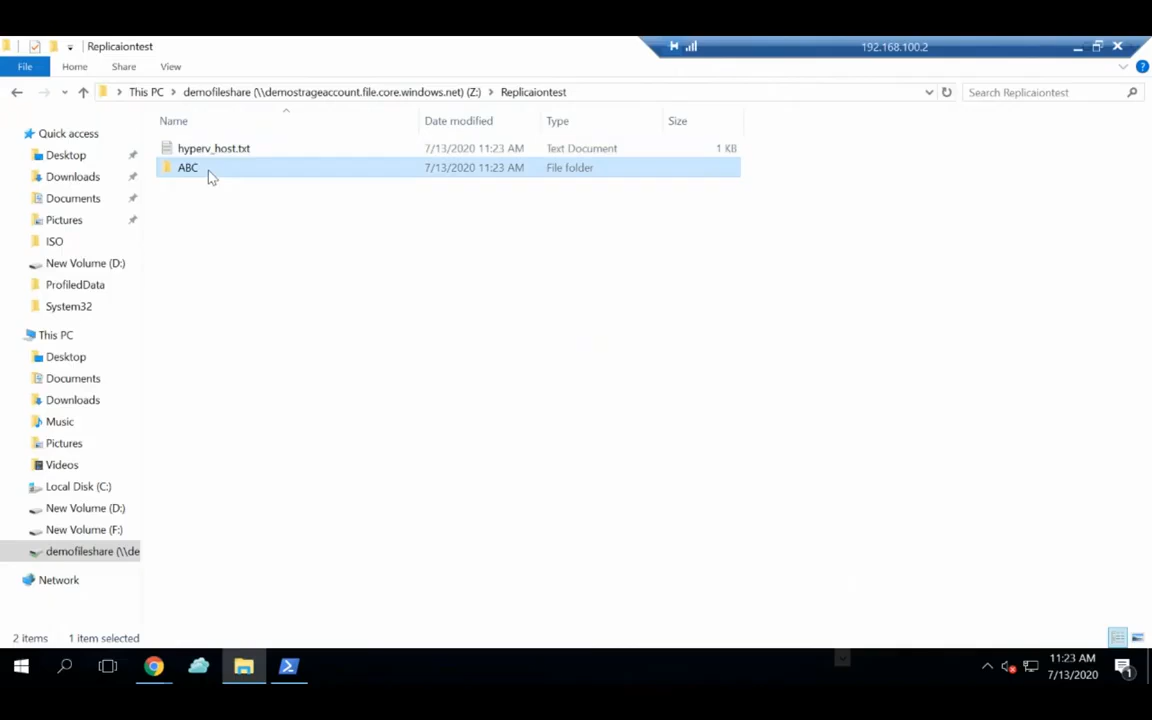 Replicaiontest
192.168.100.2
File Home Share View
This PC demofileshare (\\demostrageaccount.file.core.windows.net) (Z:) Replicaiontest
Search Replicaiontest
Name Date modified Type Size
hyperv_host.txt 7/13/2020 11:23 AM Text Document 1 KB
ABC 7/13/2020 11:23 AM File folder
Quick access
Desktop
Downloads
Documents
Pictures
ISO
New Volume (D:)
ProfiledData
System32
This PC
Desktop
Documents
Downloads
Music
Pictures
Videos
Local Disk (C:)
New Volume (D:)
New Volume (F:)
demofileshare (\\de
Network
2 items 1 item selected
11:23 AM
7/13/2020
1